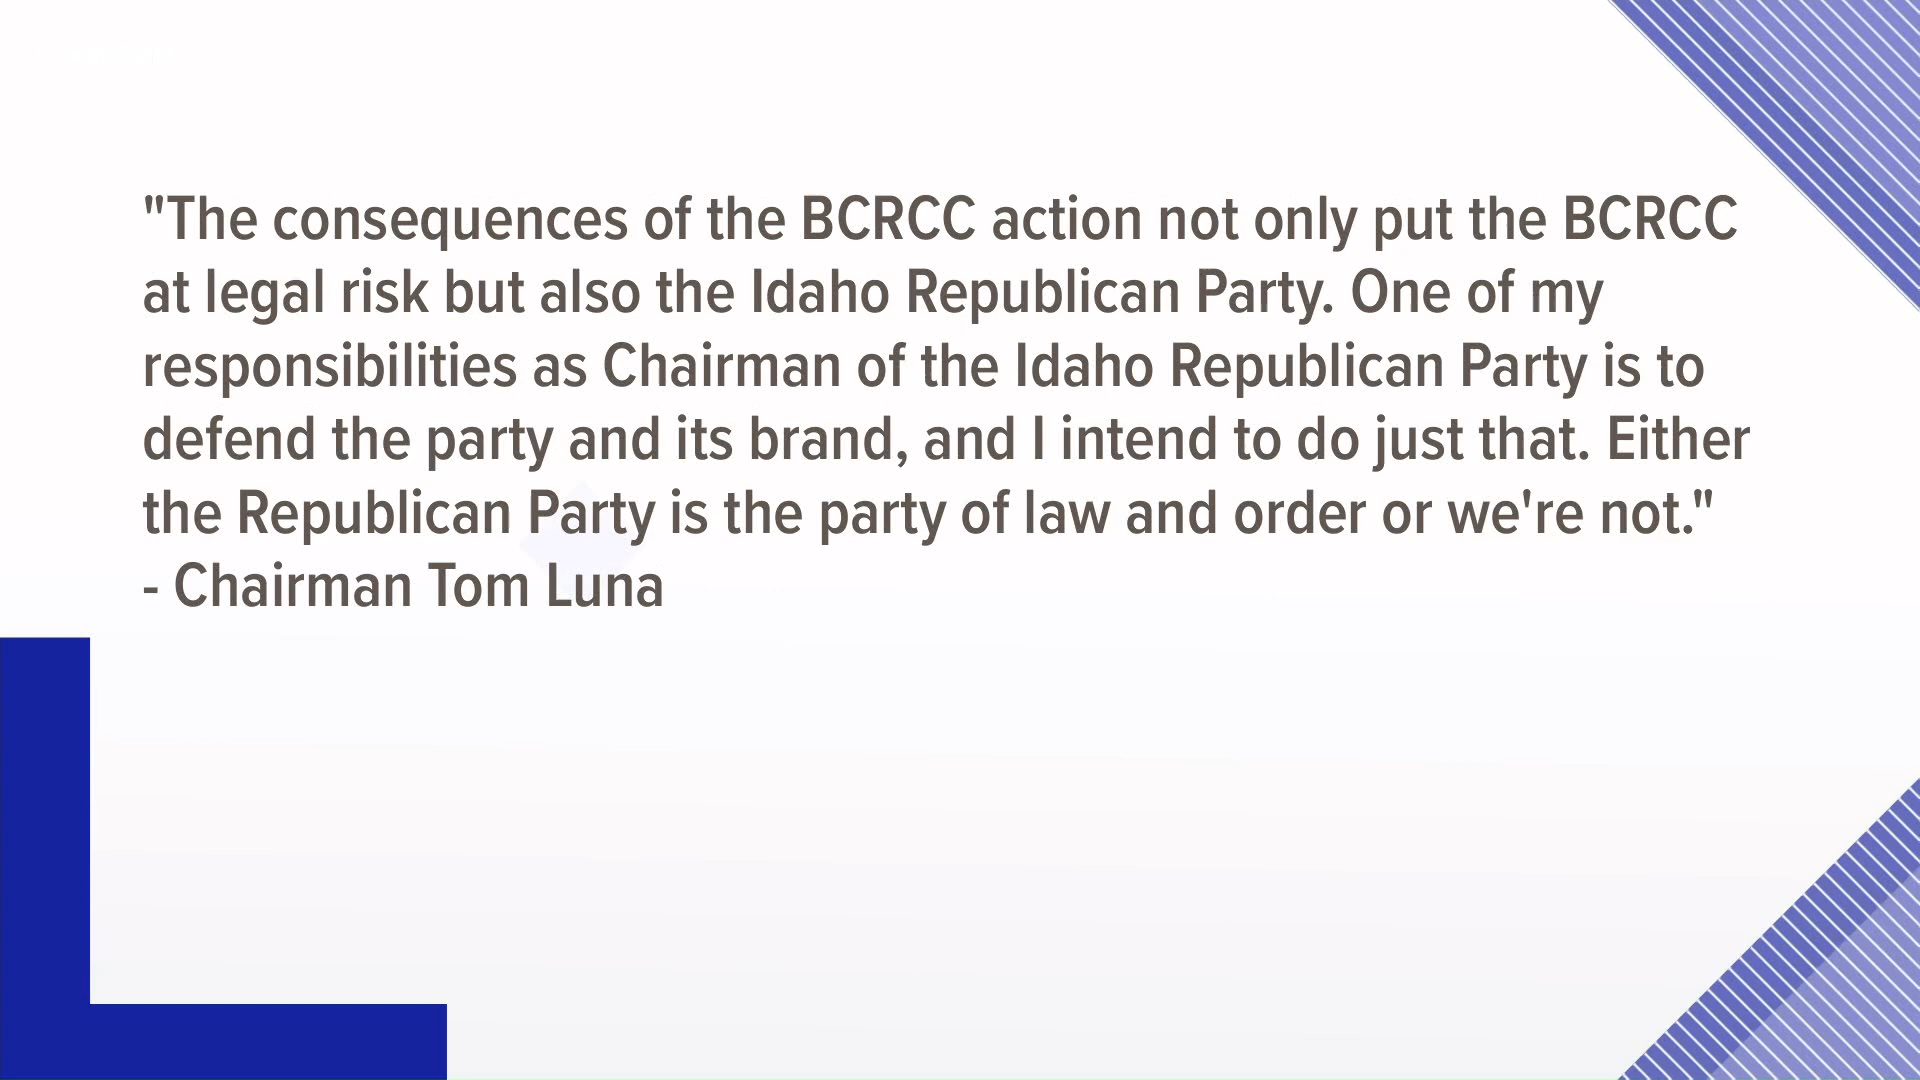 "The consequences of the BCRCC action not only put the BCRCC
at legal risk but also the Idaho Republican Party. One of my
responsibilities as Chairman of the Idaho Republican Party is to
defend the party and its brand, and I intend to do just that. Either
the Republican Party is the party of law and order or we're not."
- Chairman Tom Luna